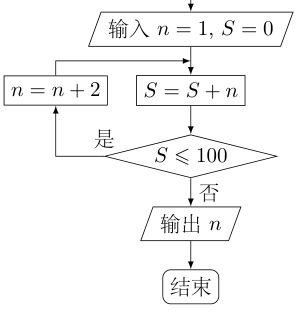 输入 n = 1, S = 0
n = n + 2
S = S + n
是
S ⩽ 100
否
输出 n
结束